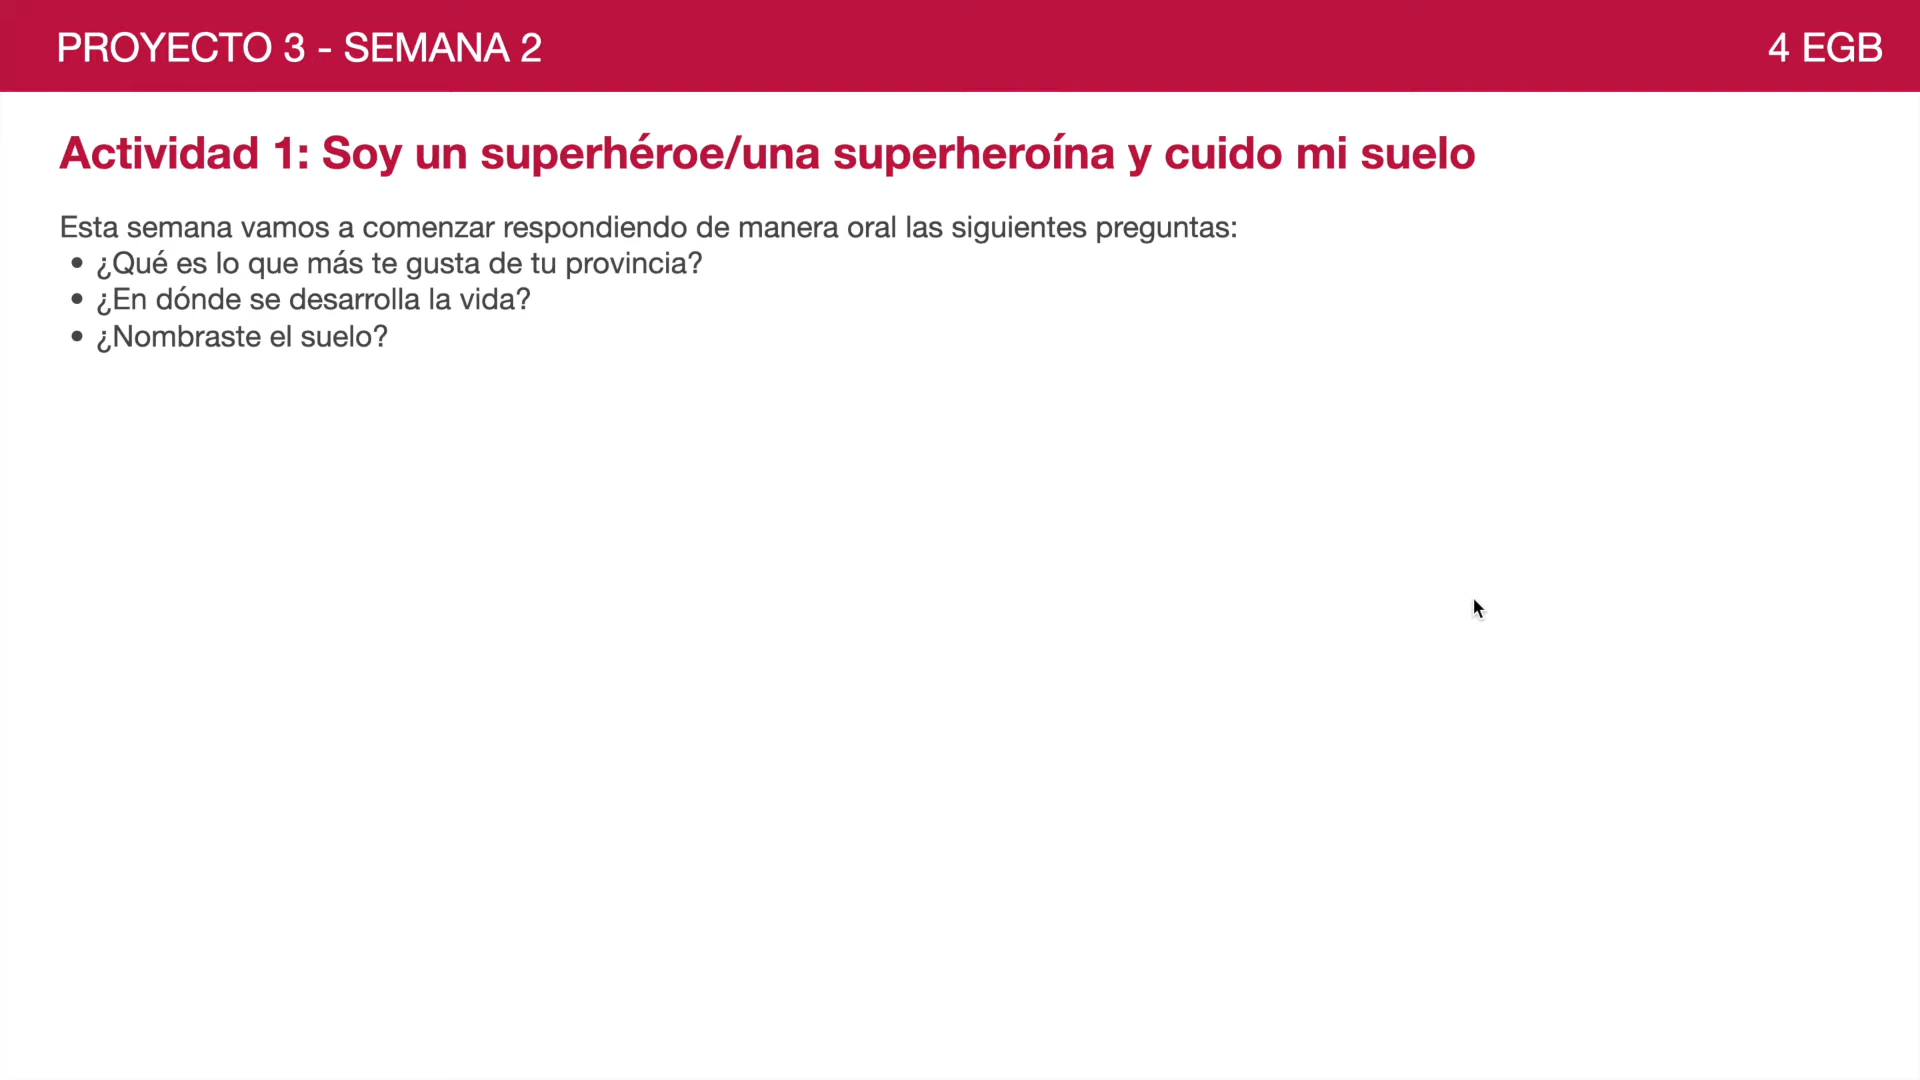 PROYECTO 3 - SEMANA 2
4 EGB
Actividad 1: Soy un superhéroe/una superheroína y cuido mi suelo
Esta semana vamos a comenzar respondiendo de manera oral las siguientes preguntas:
• ¿Qué es lo que más te gusta de tu provincia?
• ¿En dónde se desarrolla la vida?
• ¿Nombraste el suelo?